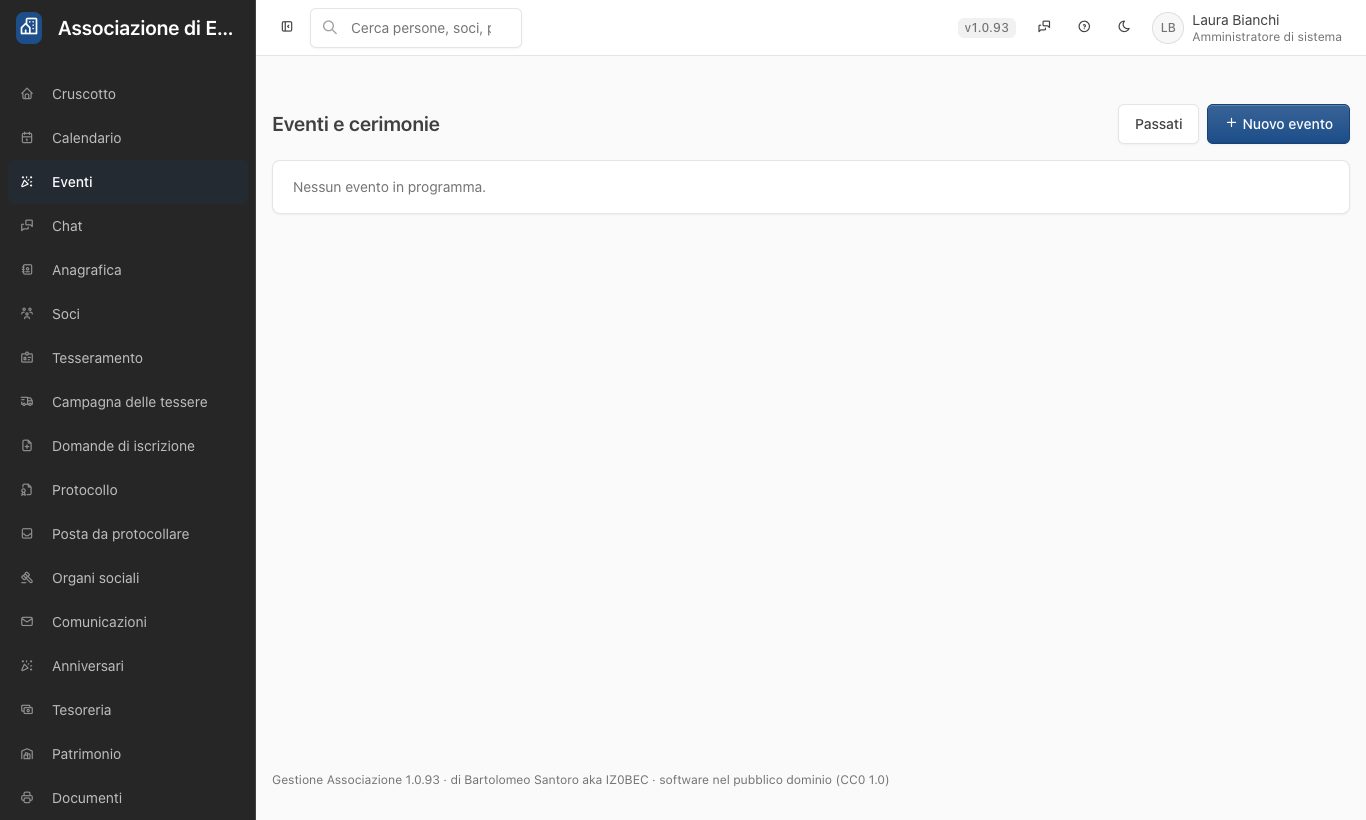 Associazione di E...
Cerca persone, soci, p
v1.0.93
LB
Laura Bianchi
Amministratore di sistema
Cruscotto
Calendario
Eventi
Chat
Anagrafica
Soci
Tesseramento
Campagna delle tessere
Domande di iscrizione
Protocollo
Posta da protocollare
Organi sociali
Comunicazioni
Anniversari
Tesoreria
Patrimonio
Documenti
Eventi e cerimonie
Passati
+ Nuovo evento
Nessun evento in programma.
Gestione Associazione 1.0.93 · di Bartolomeo Santoro aka IZ0BEC · software nel pubblico dominio (CC0 1.0)